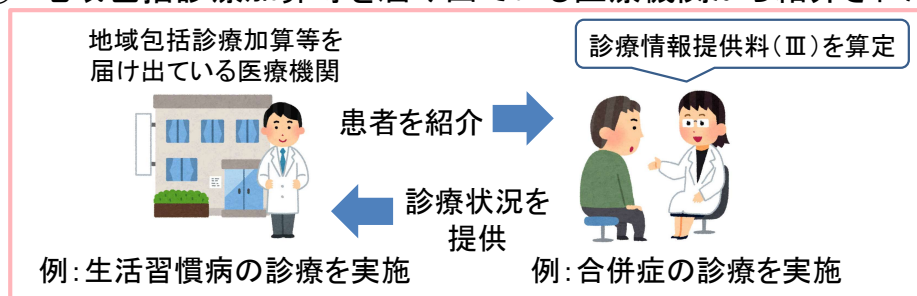 地域包括診療加算等を
届け出ている医療機関
診療情報提供料(Ⅲ)を算定
患者を紹介
診療状況を
提供
例:生活習慣病の診療を実施
例:合併症の診療を実施